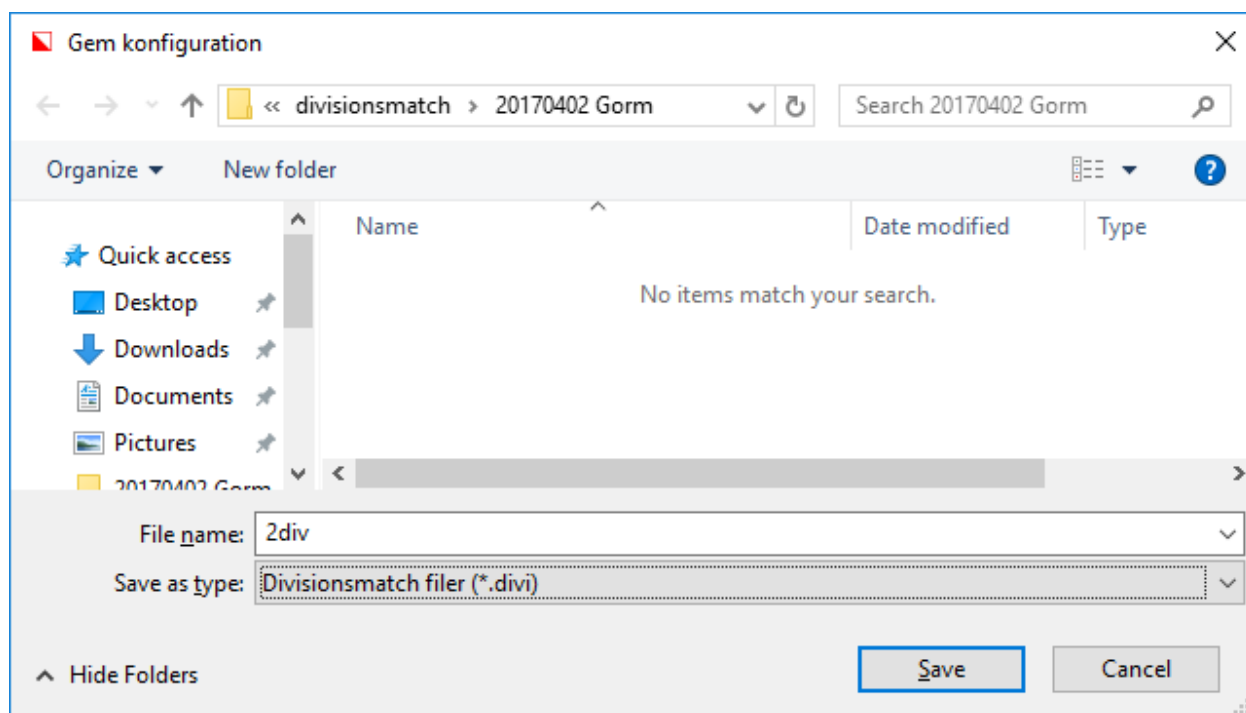 Gem konfiguration
« divisionsmatch > 20170402 Gorm
Search 20170402 Gorm
Organize
New folder
Name
Date modified
Type
Quick access
No items match your search.
Desktop
Downloads
Documents
Pictures
20170402 Gorm
File name: 2div
Save as type: Divisionsmatch filer (*.divi)
Hide Folders
Save
Cancel